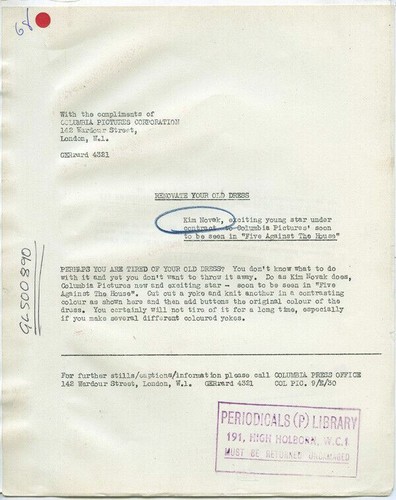 68
With the compliments of
COLUMBIA PICTURES CORPORATION
142 Wardour Street,
London, W.1.
GERrard 4321
RENOVATE YOUR OLD DRESS
Kim Novak, exciting young star under
contract to Columbia Pictures' soon
to be seen in "Five Against The House"
GL500890
PERHAPS YOU ARE TIRED OF YOUR OLD DRESS? You don't know what to do
with it and yet you don't want to throw it away. Do as Kim Novak does,
Columbia Pictures new and exciting star - soon to be seen in "Five
Against The House". Cut out a yoke and knit another in a contrasting
colour as shown here and then add buttons the original colour of the
dress. You certainly will not tire of it for a long time, especially
if you make several different coloured yokes.
For further stills/captions/information please call COLUMBIA PRESS OFFICE
142 Wardour Street, London, W.1. GERrard 4321 COL PIC. 9/E/30
PERIODICALS (P) LIBRARY
191, HIGH HOLBORN, W.C.1
MUST BE RETURNED UNDAMAGED